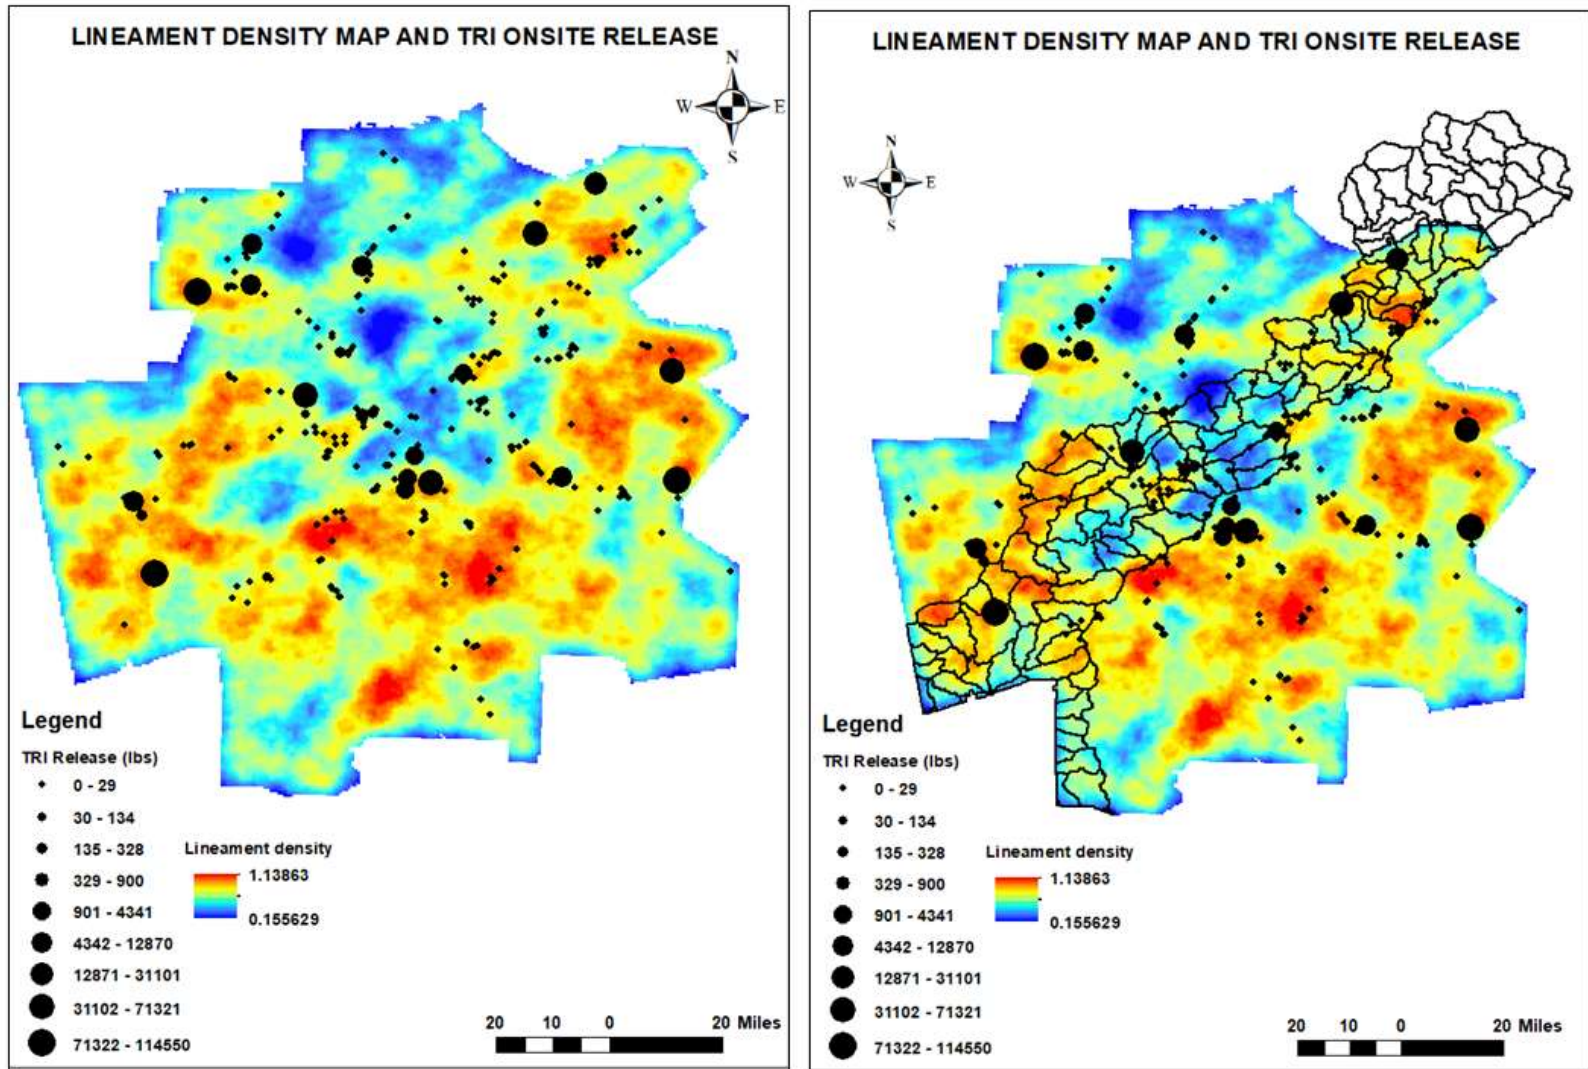 LINEAMENT DENSITY MAP AND TRI ONSITE RELEASE
N
W E
S
Legend
TRI Release (lbs)
0 - 29
30 - 134
135 - 328
329 - 900
901 - 4341
4342 - 12870
12871 - 31101
31102 - 71321
71322 - 114550
Lineament density
1.13863
0.155629
20 10 0 20 Miles
LINEAMENT DENSITY MAP AND TRI ONSITE RELEASE
N
W E
S
Legend
TRI Release (lbs)
0 - 29
30 - 134
135 - 328
329 - 900
901 - 4341
4342 - 12870
12871 - 31101
31102 - 71321
71322 - 114550
Lineament density
1.13863
0.155629
20 10 0 20 Miles